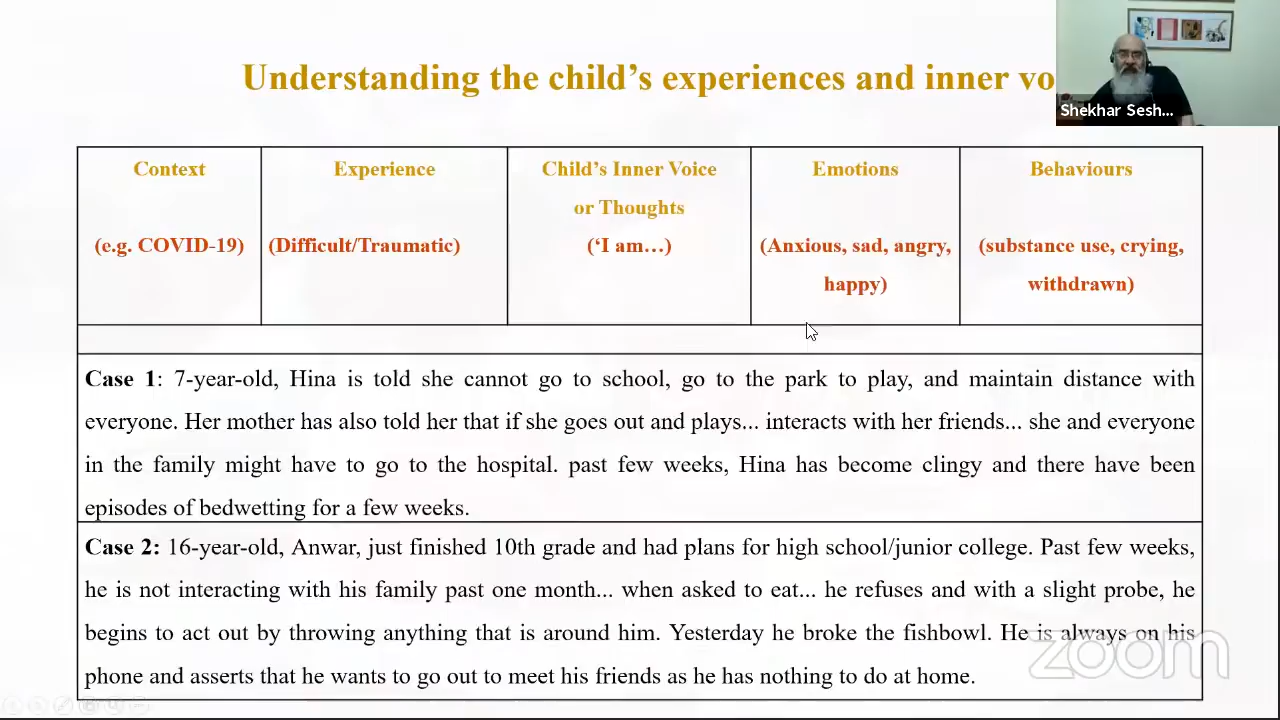 Understanding the child's experiences and inner vo
Shekhar Sesh...
Context
(e.g. COVID-19)
Experience
(Difficult/Traumatic)
Child's Inner Voice
or Thoughts
('I am…)
Emotions
(Anxious, sad, angry,
happy)
Behaviours
(substance use, crying,
withdrawn)
Case 1: 7-year-old, Hina is told she cannot go to school, go to the park to play, and maintain distance with
everyone. Her mother has also told her that if she goes out and plays... interacts with her friends... she and everyone
in the family might have to go to the hospital. past few weeks, Hina has become clingy and there have been
episodes of bedwetting for a few weeks.
Case 2: 16-year-old, Anwar, just finished 10th grade and had plans for high school/junior college. Past few weeks,
he is not interacting with his family past one month... when asked to eat... he refuses and with a slight probe, he
begins to act out by throwing anything that is around him. Yesterday he broke the fishbowl. He is always on his
phone and asserts that he wants to go out to meet his friends as he has nothing to do at home.
zoom